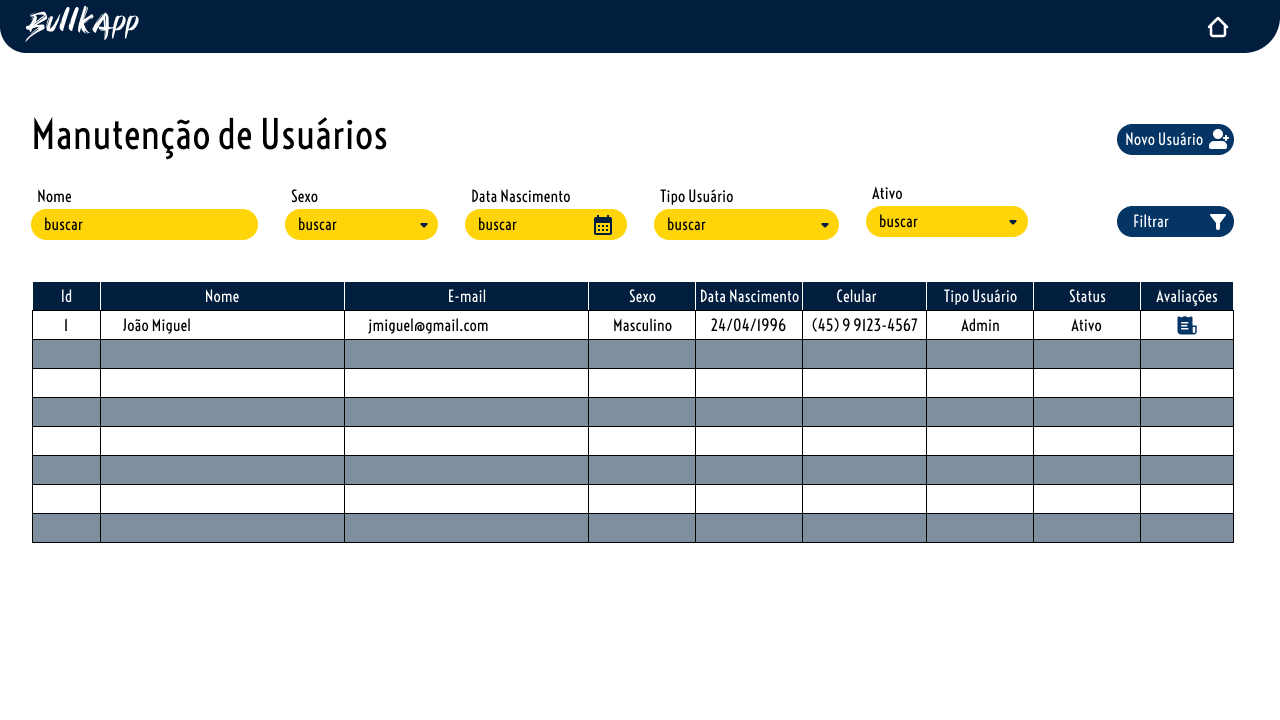 BullkApp
Manutenção de Usuários
Novo Usuário
Nome Sexo Data Nascimento Tipo Usuário Ativo
buscar buscar buscar buscar buscar Filtrar
Id Nome E-mail Sexo Data Nascimento Celular Tipo Usuário Status Avaliações
1 João Miguel jmiguel@gmail.com Masculino 24/04/1996 (45) 9 9123-4567 Admin Ativo